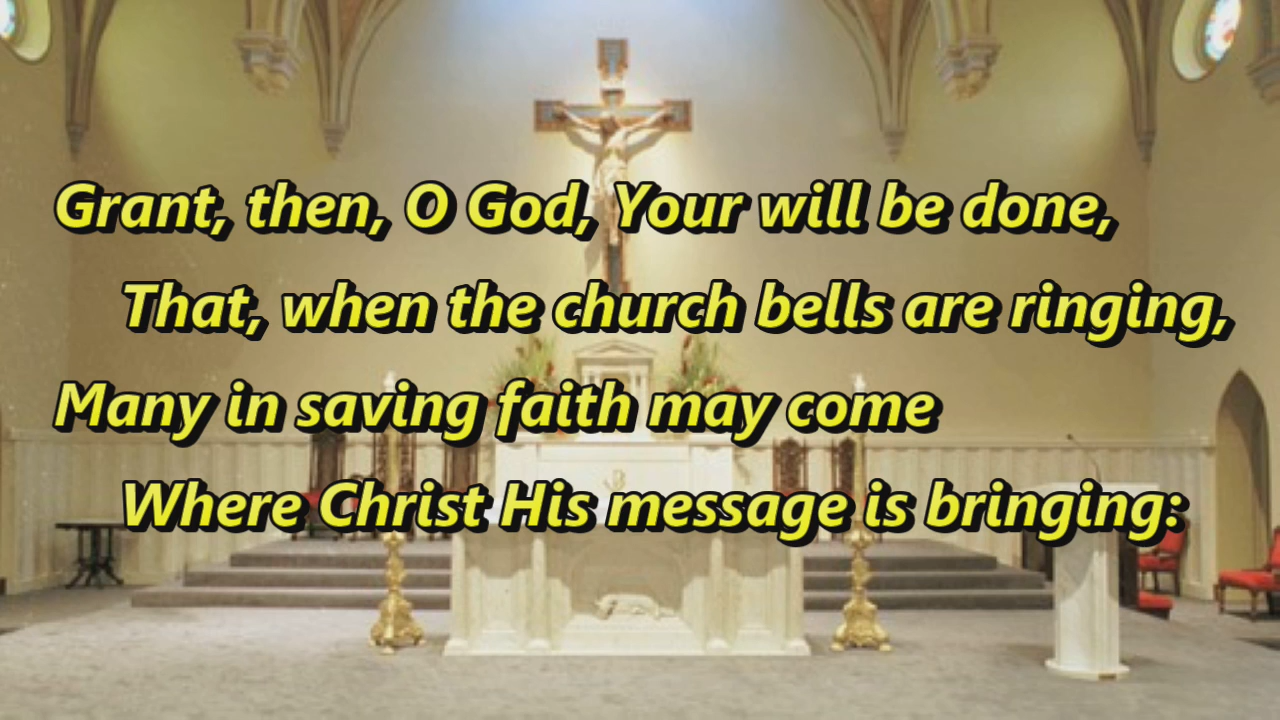 Grant, then, O God, Your will be done,
That, when the church bells are ringing,
Many in saving faith may come
Where Christ His message is bringing: